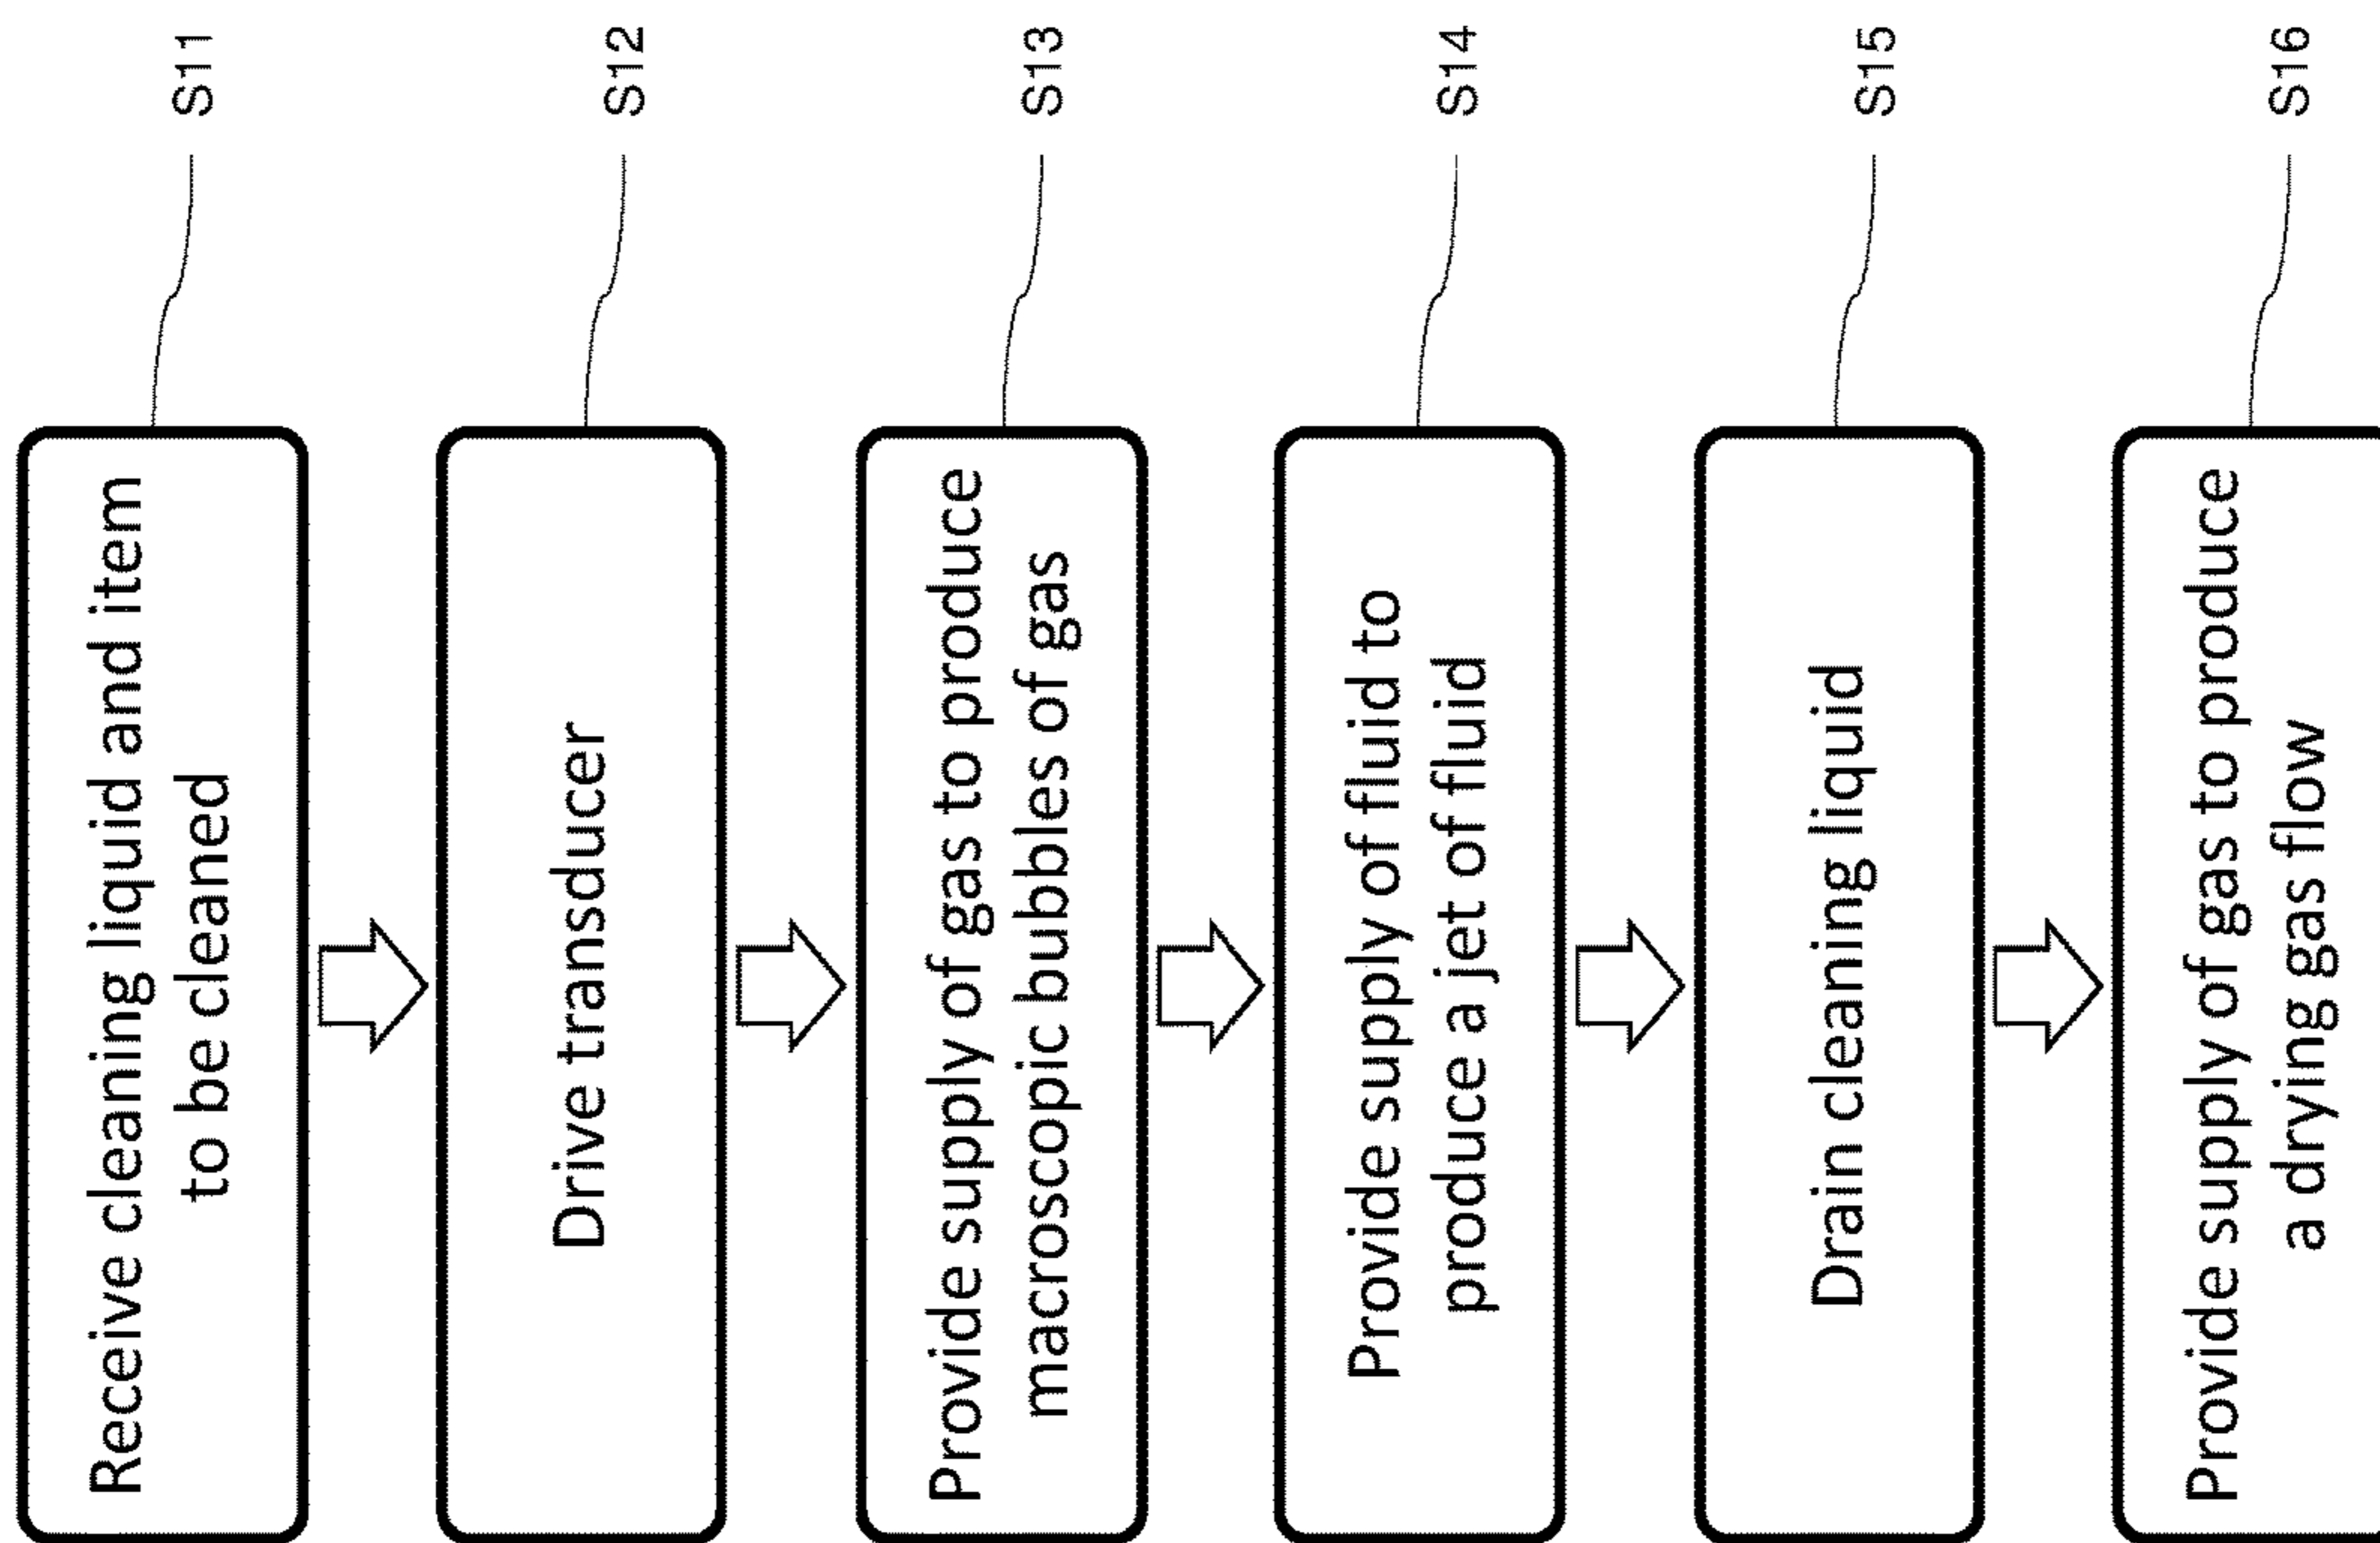 Receive cleaning liquid and item
to be cleaned
S11
Drive transducer
S12
Provide supply of gas to produce
macroscopic bubbles of gas
S13
Provide supply of fluid to
produce a jet of fluid
S14
Drain cleaning liquid
S15
Provide supply of gas to produce
a drying gas flow
S16